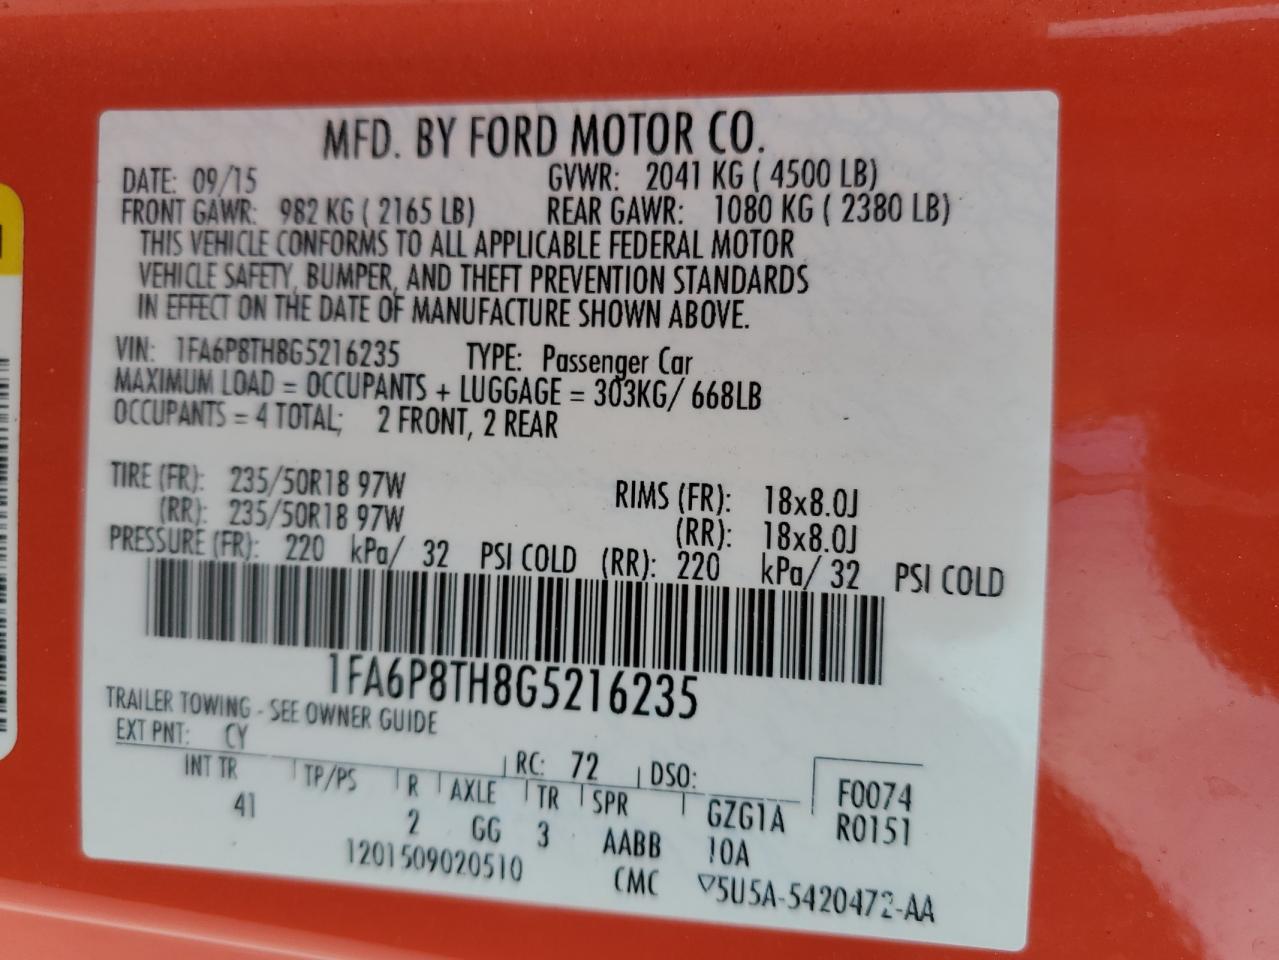 MFD. BY FORD MOTOR CO.
DATE: 09/15 GVWR: 2041 KG ( 4500 LB)
FRONT GAWR: 982 KG ( 2165 LB) REAR GAWR: 1080 KG ( 2380 LB)
THIS VEHICLE CONFORMS TO ALL APPLICABLE FEDERAL MOTOR
VEHICLE SAFETY, BUMPER, AND THEFT PREVENTION STANDARDS
IN EFFECT ON THE DATE OF MANUFACTURE SHOWN ABOVE.
VIN: 1FA6P8TH8G5216235 TYPE: Passenger Car
MAXIMUM LOAD = OCCUPANTS + LUGGAGE = 303KG/ 668LB
OCCUPANTS = 4 TOTAL; 2 FRONT, 2 REAR
TIRE (FR): 235/50R18 97W RIMS (FR): 18x8.0J
(RR): 235/50R18 97W (RR): 18x8.0J
PRESSURE (FR): 220 kPa/ 32 PSI COLD (RR): 220 kPa/ 32 PSI COLD
1FA6P8TH8G5216235
TRAILER TOWING - SEE OWNER GUIDE
EXT PNT: CY RC: 72 DSO: F0074
INT TR TP/PS R AXLE TR SPR GZG1A R0151
41 2 GG 3 AABB 10A
1201509020510 CMC ▽5U5A-5420472-AA